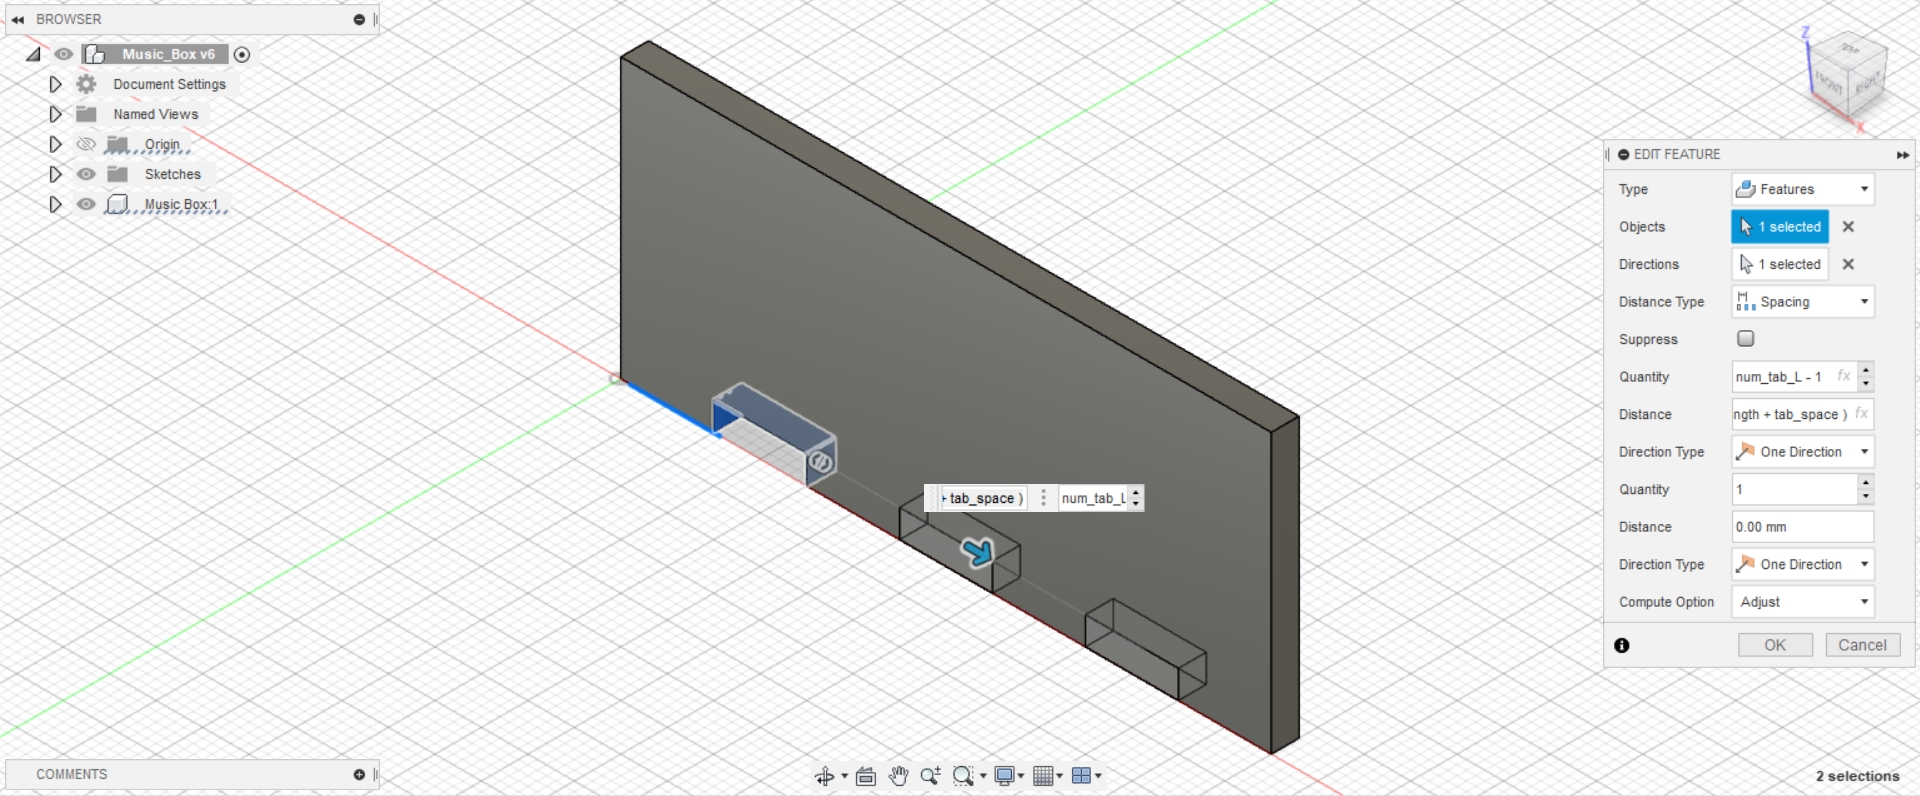 BROWSER
Music_Box v6
Document Settings
Named Views
Origin
Sketches
Music Box:1
+ tab_space )
num_tab_L
Z
TOP
FRONT
RIGHT
X
EDIT FEATURE
Type Features
Objects 1 selected
Directions 1 selected
Distance Type Spacing
Suppress
Quantity num_tab_L - 1 fx
Distance ngth + tab_space ) fx
Direction Type One Direction
Quantity 1
Distance 0.00 mm
Direction Type One Direction
Compute Option Adjust
OK Cancel
COMMENTS
2 selections